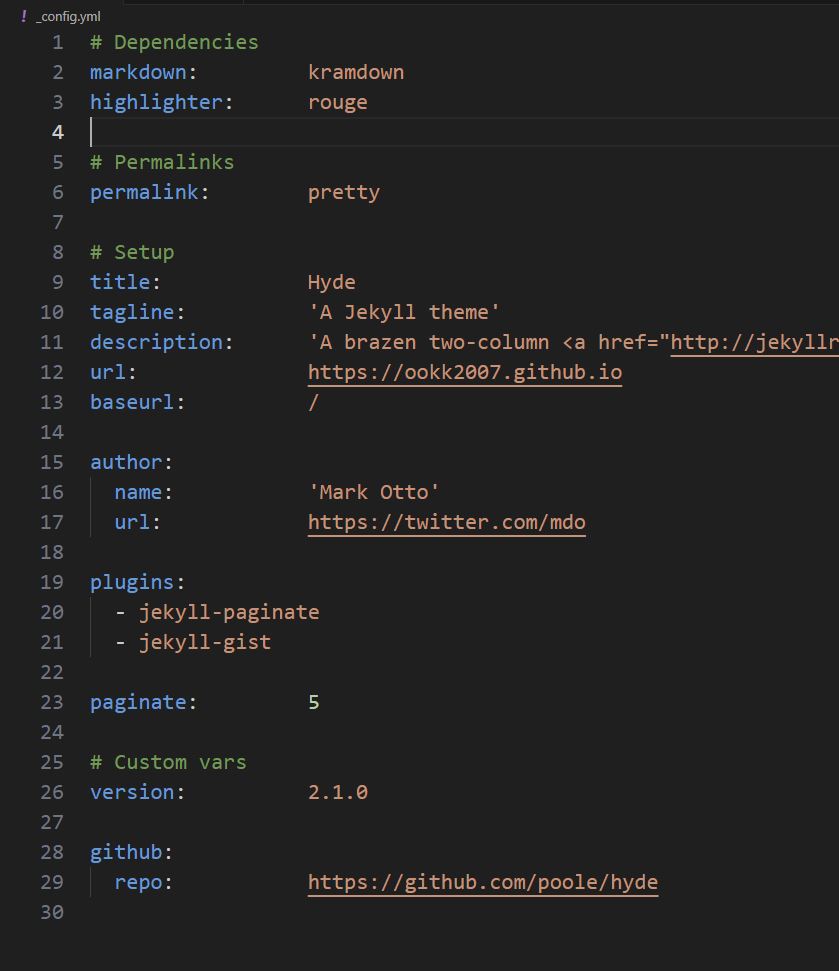 ! _config.yml
1 # Dependencies
2 markdown: kramdown
3 highlighter: rouge
4
5 # Permalinks
6 permalink: pretty
7
8 # Setup
9 title: Hyde
10 tagline: 'A Jekyll theme'
11 description: 'A brazen two-column <a href="http://jekyllr
12 url: https://ookk2007.github.io
13 baseurl: /
14
15 author:
16 name: 'Mark Otto'
17 url: https://twitter.com/mdo
18
19 plugins:
20 - jekyll-paginate
21 - jekyll-gist
22
23 paginate: 5
24
25 # Custom vars
26 version: 2.1.0
27
28 github:
29 repo: https://github.com/poole/hyde
30